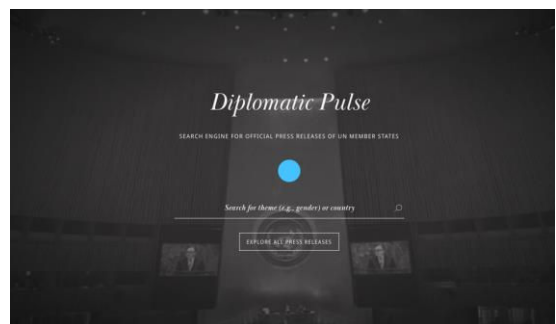 Diplomatic Pulse
SEARCH ENGINE FOR OFFICIAL PRESS RELEASES OF UN MEMBER STATES
Search for theme (e.g., gender) or country
EXPLORE ALL PRESS RELEASES